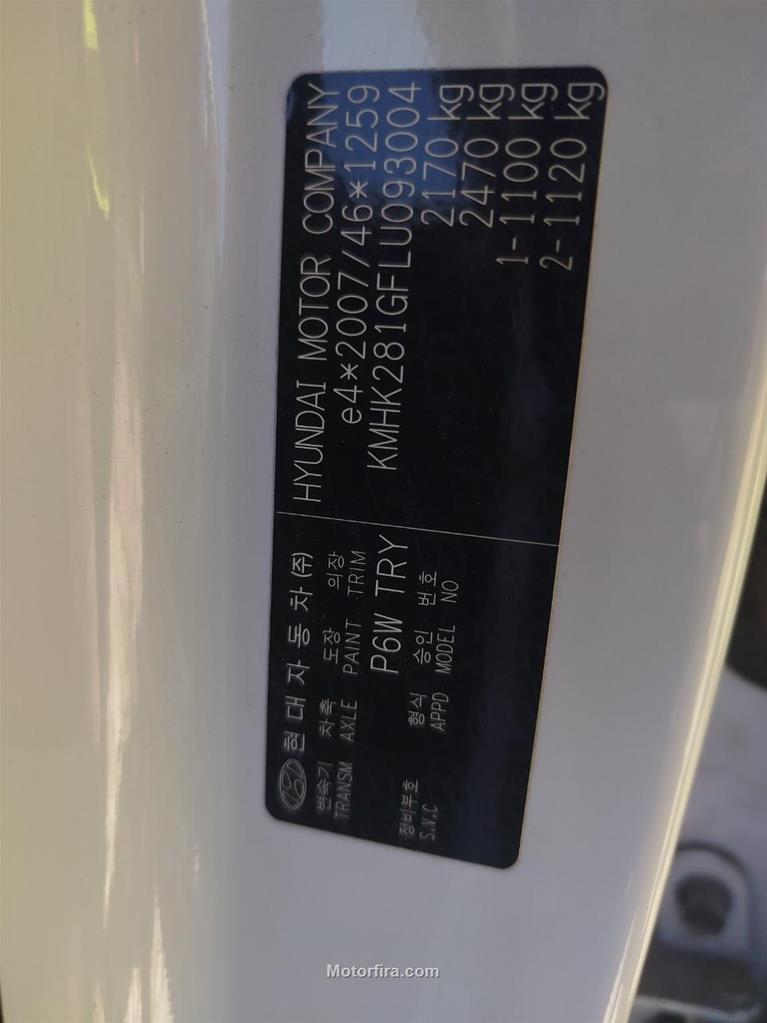 현대자동차(주)
변속기 차축 도장 의장
TRANSM AXLE PAINT TRIM
P6W TRY
정비부호 형식 승인 번호
S.V.C APPD MODEL NO
HYUNDAI MOTOR COMPANY
e4*2007/46*1259
KMHK281GFLU093004
2170 kg
2470 kg
1-1100 kg
2-1120 kg
Motorfira.com